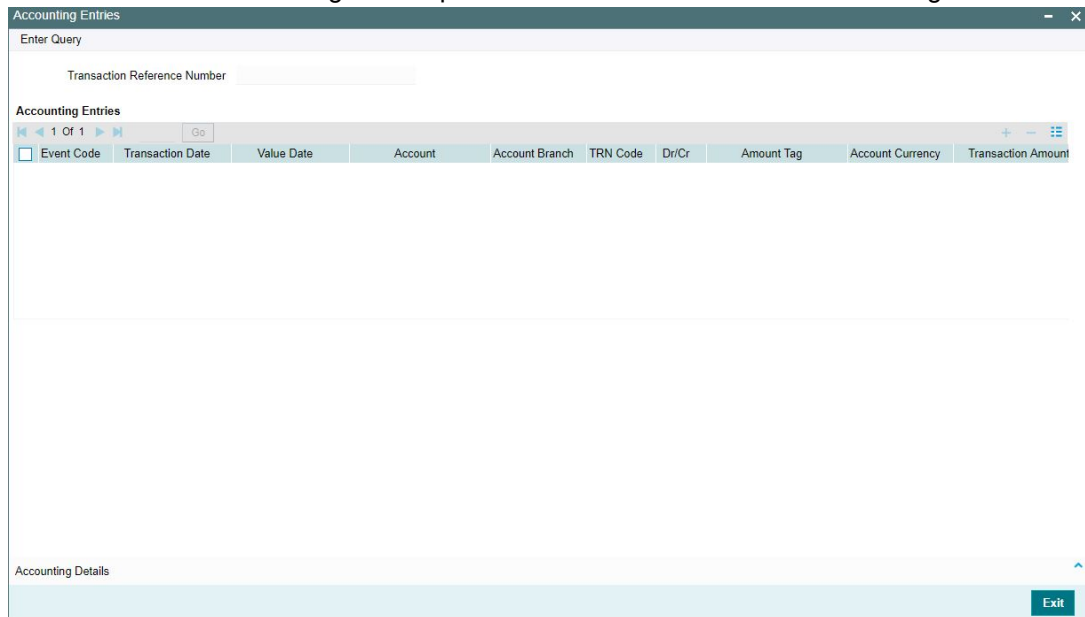 Accounting Entries
Enter Query
Transaction Reference Number
Accounting Entries
1 Of 1 Go
Event Code Transaction Date Value Date Account Account Branch TRN Code Dr/Cr Amount Tag Account Currency Transaction Amount
Accounting Details
Exit